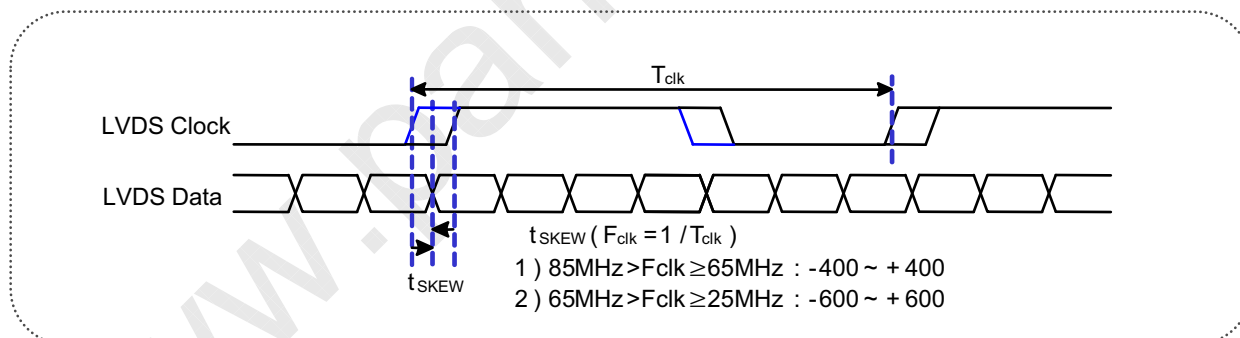 Tclk
LVDS Clock
LVDS Data
tSKEW ( Fclk = 1 / Tclk )
1 ) 85MHz > Fclk ≥ 65MHz : -400 ~ + 400
tSKEW
2 ) 65MHz > Fclk ≥ 25MHz : -600 ~ + 600